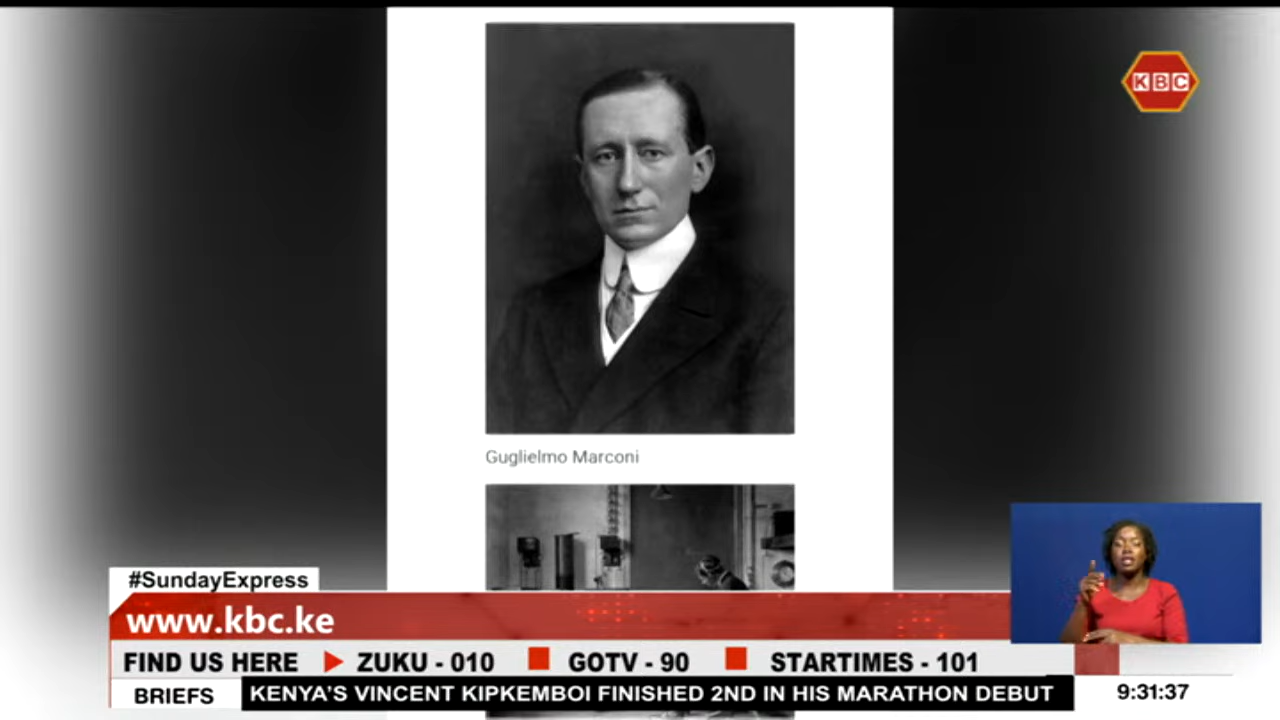 KBC
Guglielmo Marconi
#SundayExpress
www.kbc.ke
FIND US HERE ZUKU - 010 GOTV - 90 STARTIMES - 101
BRIEFS KENYA'S VINCENT KIPKEMBOI FINISHED 2ND IN HIS MARATHON DEBUT 9:31:37